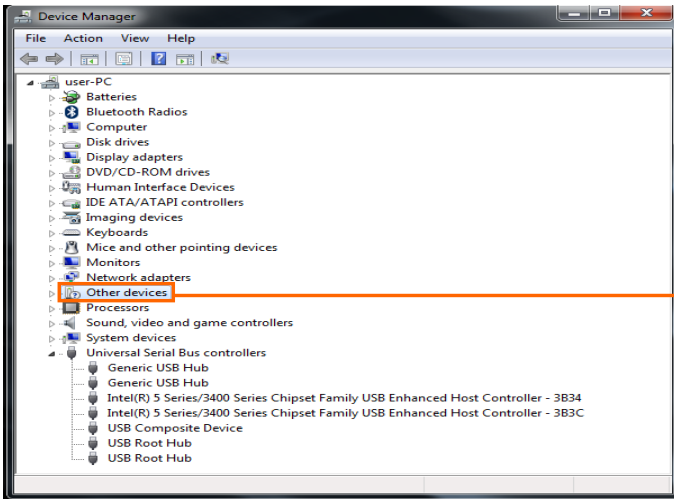 Device Manager
File Action View Help
user-PC
Batteries
Bluetooth Radios
Computer
Disk drives
Display adapters
DVD/CD-ROM drives
Human Interface Devices
IDE ATA/ATAPI controllers
Imaging devices
Keyboards
Mice and other pointing devices
Monitors
Network adapters
Other devices
Processors
Sound, video and game controllers
System devices
Universal Serial Bus controllers
Generic USB Hub
Generic USB Hub
Intel(R) 5 Series/3400 Series Chipset Family USB Enhanced Host Controller - 3B34
Intel(R) 5 Series/3400 Series Chipset Family USB Enhanced Host Controller - 3B3C
USB Composite Device
USB Root Hub
USB Root Hub